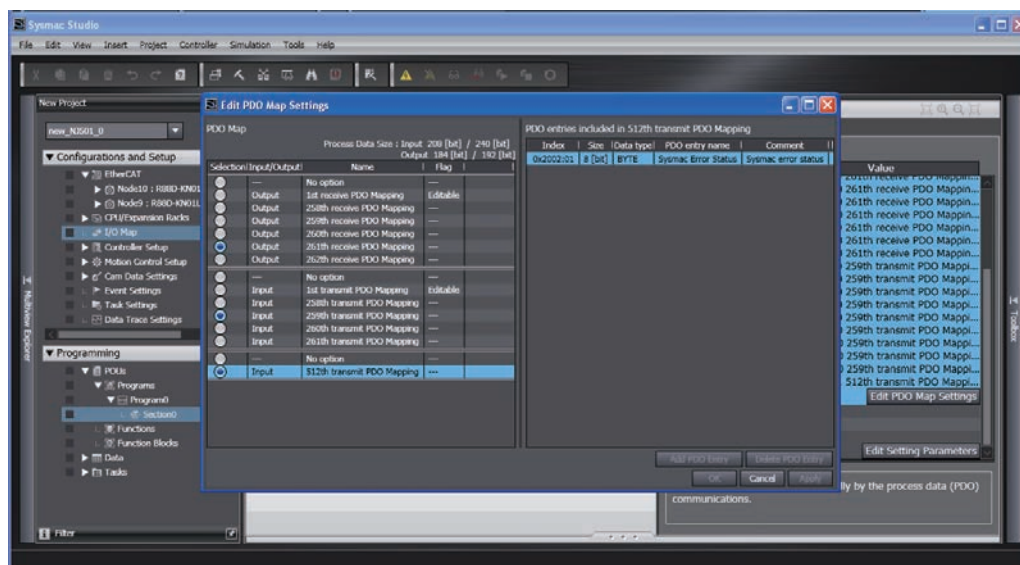 Sysmac Studio
File Edit View Insert Project Controller Simulation Tools Help
New Project
new_NJ501_0
Configurations and Setup
EtherCAT
Node10 : R88D-KN01
Node9 : R88D-KN01L
CPU/Expansion Racks
I/O Map
Controller Setup
Motion Control Setup
Cam Data Settings
Event Settings
Task Settings
Data Trace Settings
Programming
POUs
Programs
Program0
Section0
Functions
Function Blocks
Data
Tasks
Filter
Multiview Explorer
Edit PDO Map Settings
PDO Map
Process Data Size : Input 200 [bit] / 240 [bit]
Output 184 [bit] / 192 [bit]
Selection Input/Output Name Flag
--- No option
Output 1st receive PDO Mapping Editable
Output 258th receive PDO Mapping ---
Output 259th receive PDO Mapping ---
Output 260th receive PDO Mapping ---
Output 261th receive PDO Mapping ---
Output 262th receive PDO Mapping ---
--- No option
Input 1st transmit PDO Mapping Editable
Input 258th transmit PDO Mapping ---
Input 259th transmit PDO Mapping ---
Input 260th transmit PDO Mapping ---
Input 261th transmit PDO Mapping ---
--- No option
Input 512th transmit PDO Mapping ---
PDO entries included in 512th transmit PDO Mapping
Index Size Data type PDO entry name Comment
0x2002:01 8 [bit] BYTE Sysmac Error Status Sysmac error status
Add PDO Entry Delete PDO Entry
OK Cancel Apply
Value
261th receive PDO Mappin...
261th receive PDO Mappin...
261th receive PDO Mappin...
261th receive PDO Mappin...
261th receive PDO Mappin...
261th receive PDO Mappin...
259th transmit PDO Mappi...
259th transmit PDO Mappi...
259th transmit PDO Mappi...
259th transmit PDO Mappi...
259th transmit PDO Mappi...
259th transmit PDO Mappi...
259th transmit PDO Mappi...
259th transmit PDO Mappi...
259th transmit PDO Mappi...
512th transmit PDO Mappi...
Edit PDO Map Settings
Edit Setting Parameters
lly by the process data (PDO)
communications.
Toolbox